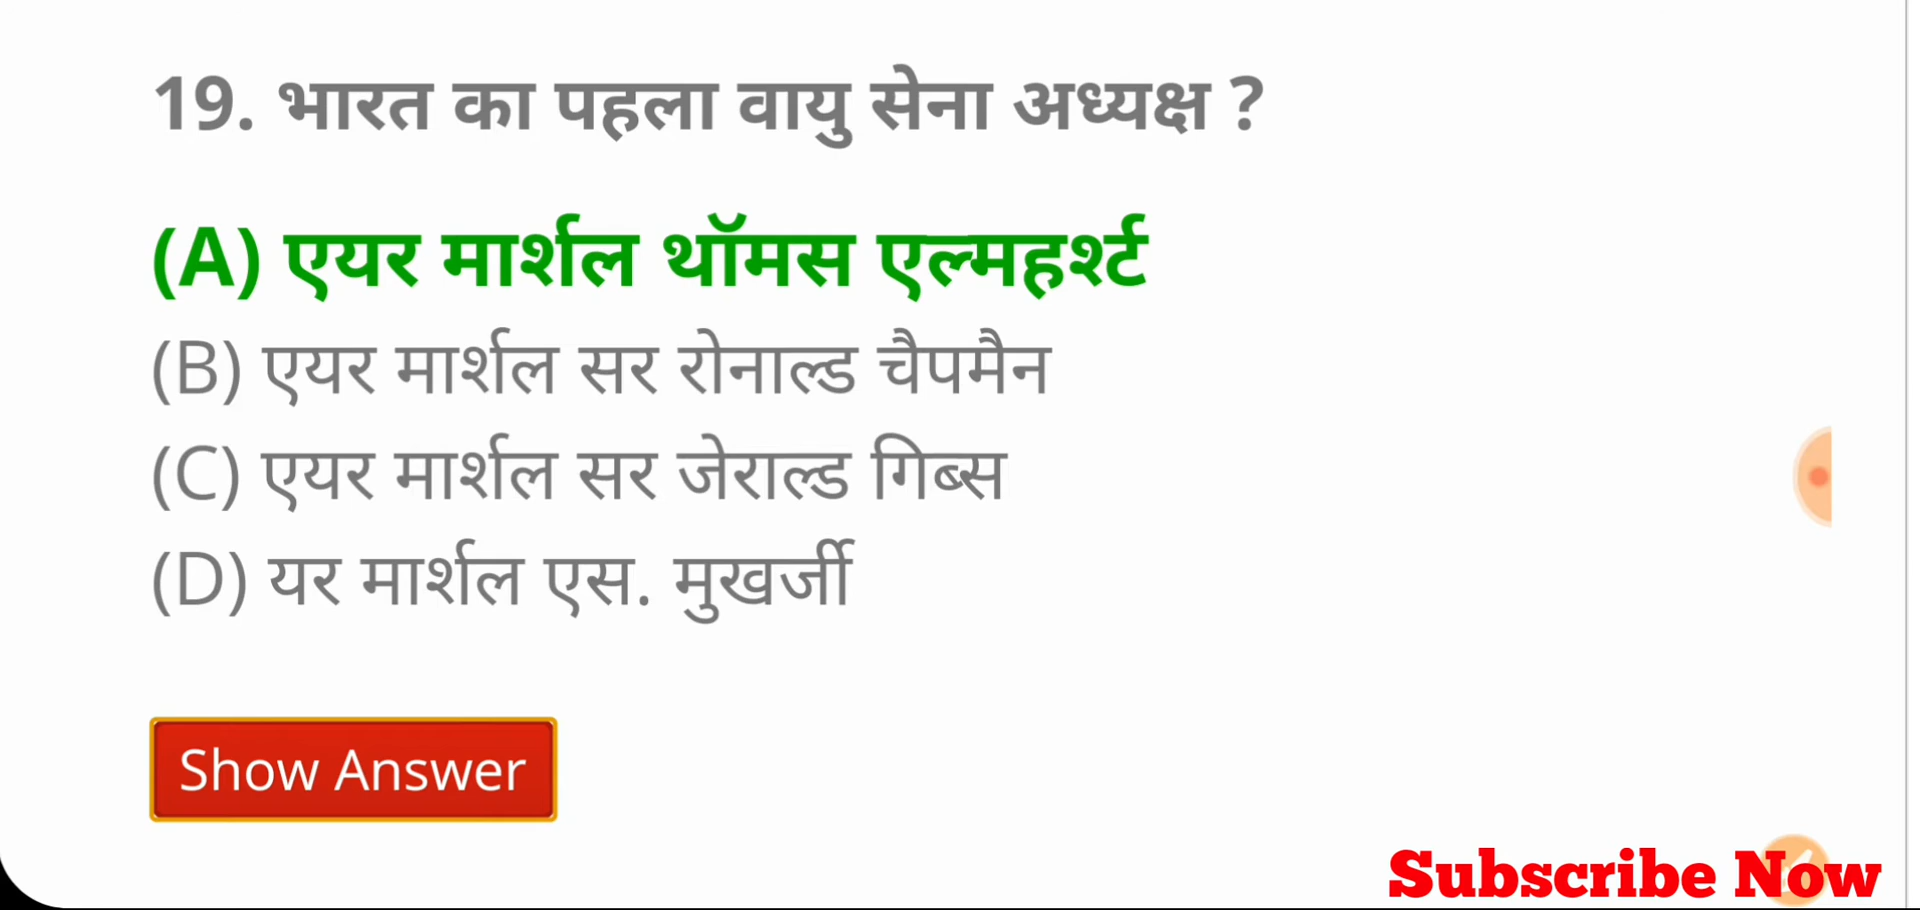 19. भारत का पहला वायु सेना अध्यक्ष ?
(A) एयर मार्शल थॉमस एल्महर्श्ट
(B) एयर मार्शल सर रोनाल्ड चैपमैन
(C) एयर मार्शल सर जेराल्ड गिब्स
(D) यर मार्शल एस. मुखर्जी
Show Answer
Subscribe Now